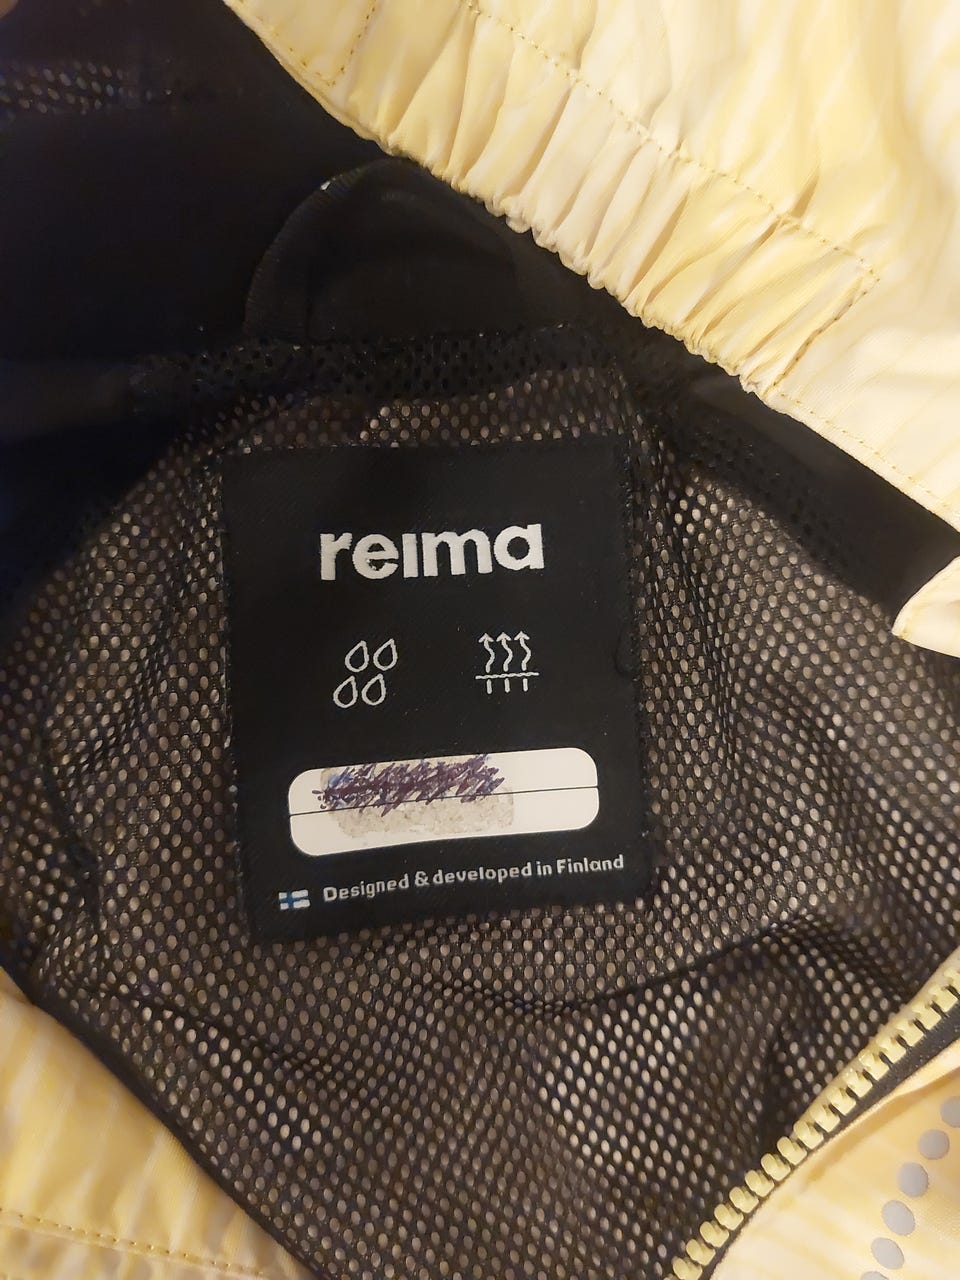 reima
Designed & developed in Finland